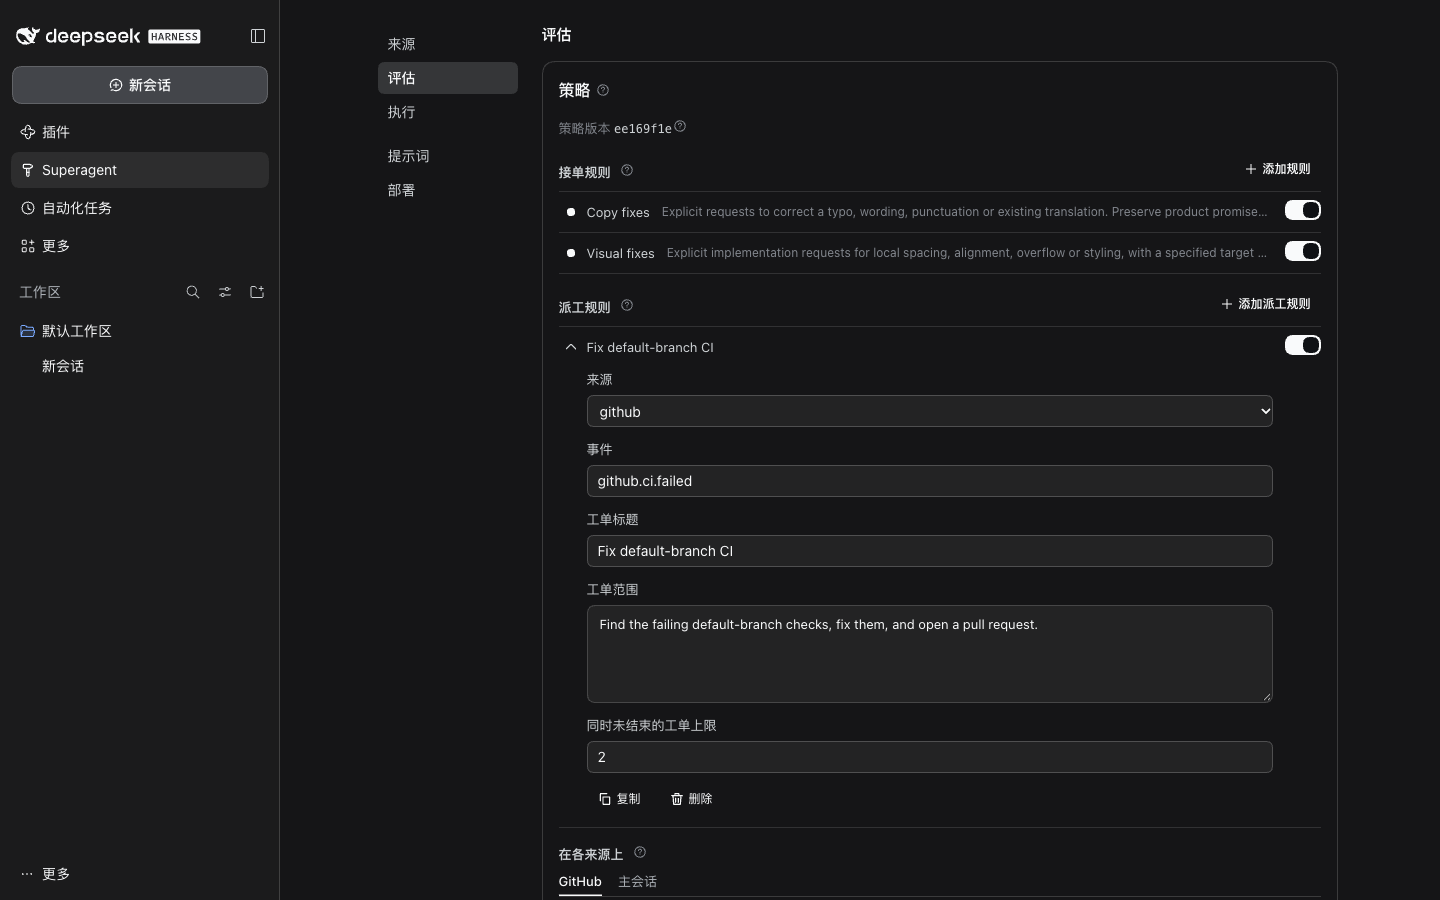 deepseek HARNESS
新会话
插件
Superagent
自动化任务
更多
工作区
默认工作区
新会话
更多
来源
评估
执行
提示词
部署
评估
策略
策略版本 ee169f1e
接单规则
添加规则
Copy fixes Explicit requests to correct a typo, wording, punctuation or existing translation. Preserve product promise...
Visual fixes Explicit implementation requests for local spacing, alignment, overflow or styling, with a specified target ...
派工规则
添加派工规则
Fix default-branch CI
来源
github
事件
github.ci.failed
工单标题
Fix default-branch CI
工单范围
Find the failing default-branch checks, fix them, and open a pull request.
同时未结束的工单上限
2
复制 删除
在各来源上
GitHub 主会话